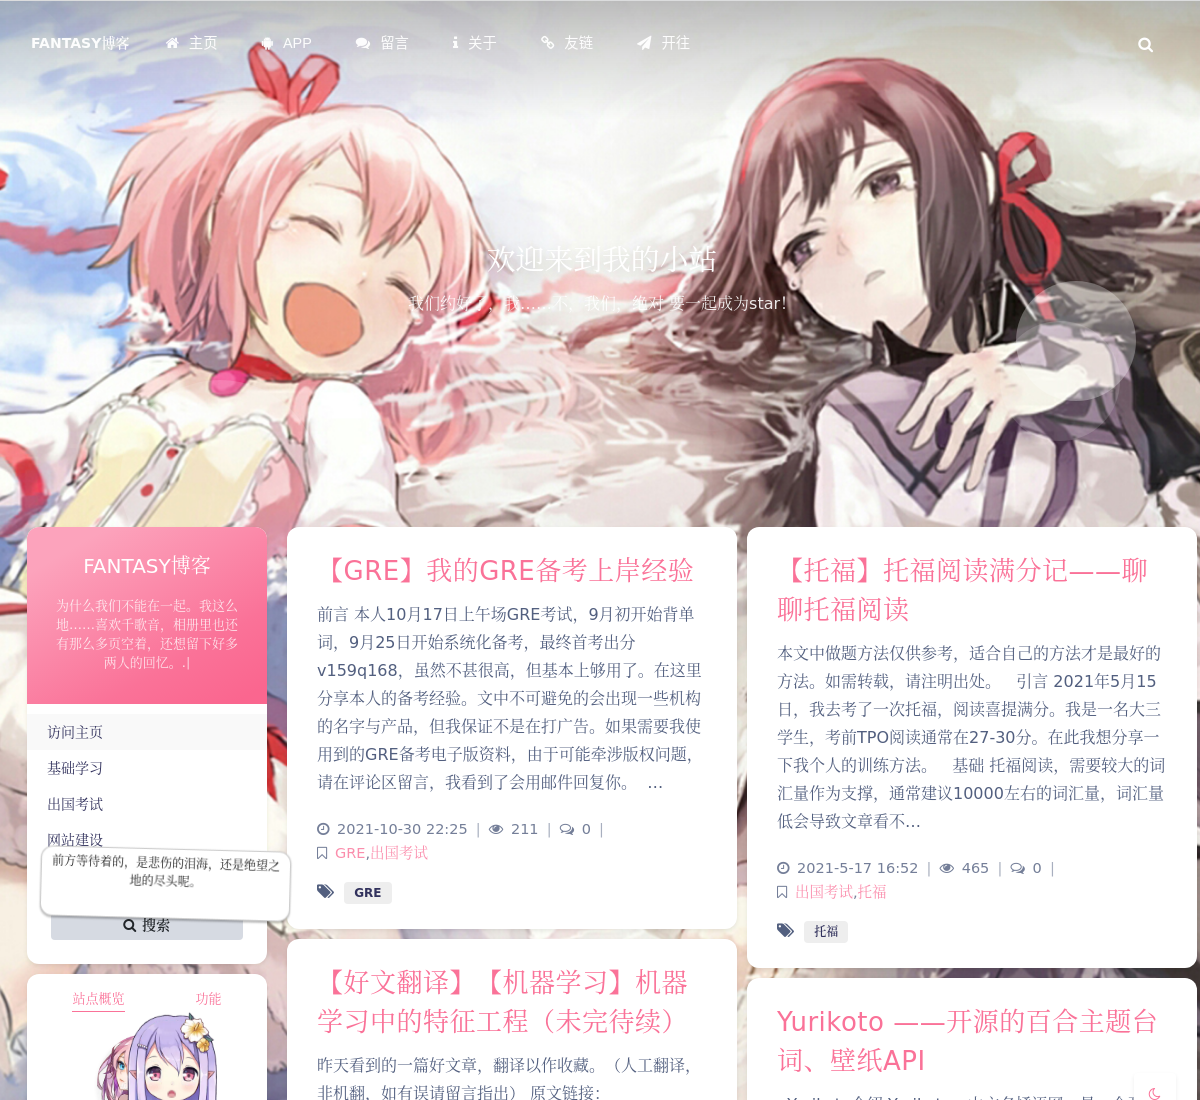 FANTASY博客 主页 APP 留言 关于 友链 开往
欢迎来到我的小站
我们约好了，我……不，我们，绝对 要一起成为star！
FANTASY博客
为什么我们不能在一起。我这么
地……喜欢千歌音，相册里也还
有那么多页空着，还想留下好多
两人的回忆。.|
访问主页
基础学习
出国考试
网站建设
前方等待着的，是悲伤的泪海，还是绝望之
地的尽头呢。
搜索
站点概览 功能
【GRE】我的GRE备考上岸经验
前言 本人10月17日上午场GRE考试，9月初开始背单
词，9月25日开始系统化备考，最终首考出分
v159q168，虽然不甚很高，但基本上够用了。在这里
分享本人的备考经验。文中不可避免的会出现一些机构
的名字与产品，但我保证不是在打广告。如果需要我使
用到的GRE备考电子版资料，由于可能牵涉版权问题，
请在评论区留言，我看到了会用邮件回复你。 …
2021-10-30 22:25 | 211 | 0 |
GRE,出国考试
GRE
【好文翻译】【机器学习】机器
学习中的特征工程（未完待续）
昨天看到的一篇好文章，翻译以作收藏。（人工翻译，
非机翻，如有误请留言指出） 原文链接：
【托福】托福阅读满分记——聊
聊托福阅读
本文中做题方法仅供参考，适合自己的方法才是最好的
方法。如需转载，请注明出处。 引言 2021年5月15
日，我去考了一次托福，阅读喜提满分。我是一名大三
学生，考前TPO阅读通常在27-30分。在此我想分享一
下我个人的训练方法。 基础 托福阅读，需要较大的词
汇量作为支撑，通常建议10000左右的词汇量，词汇量
低会导致文章看不…
2021-5-17 16:52 | 465 | 0 |
出国考试,托福
托福
Yurikoto ——开源的百合主题台
词、壁纸API